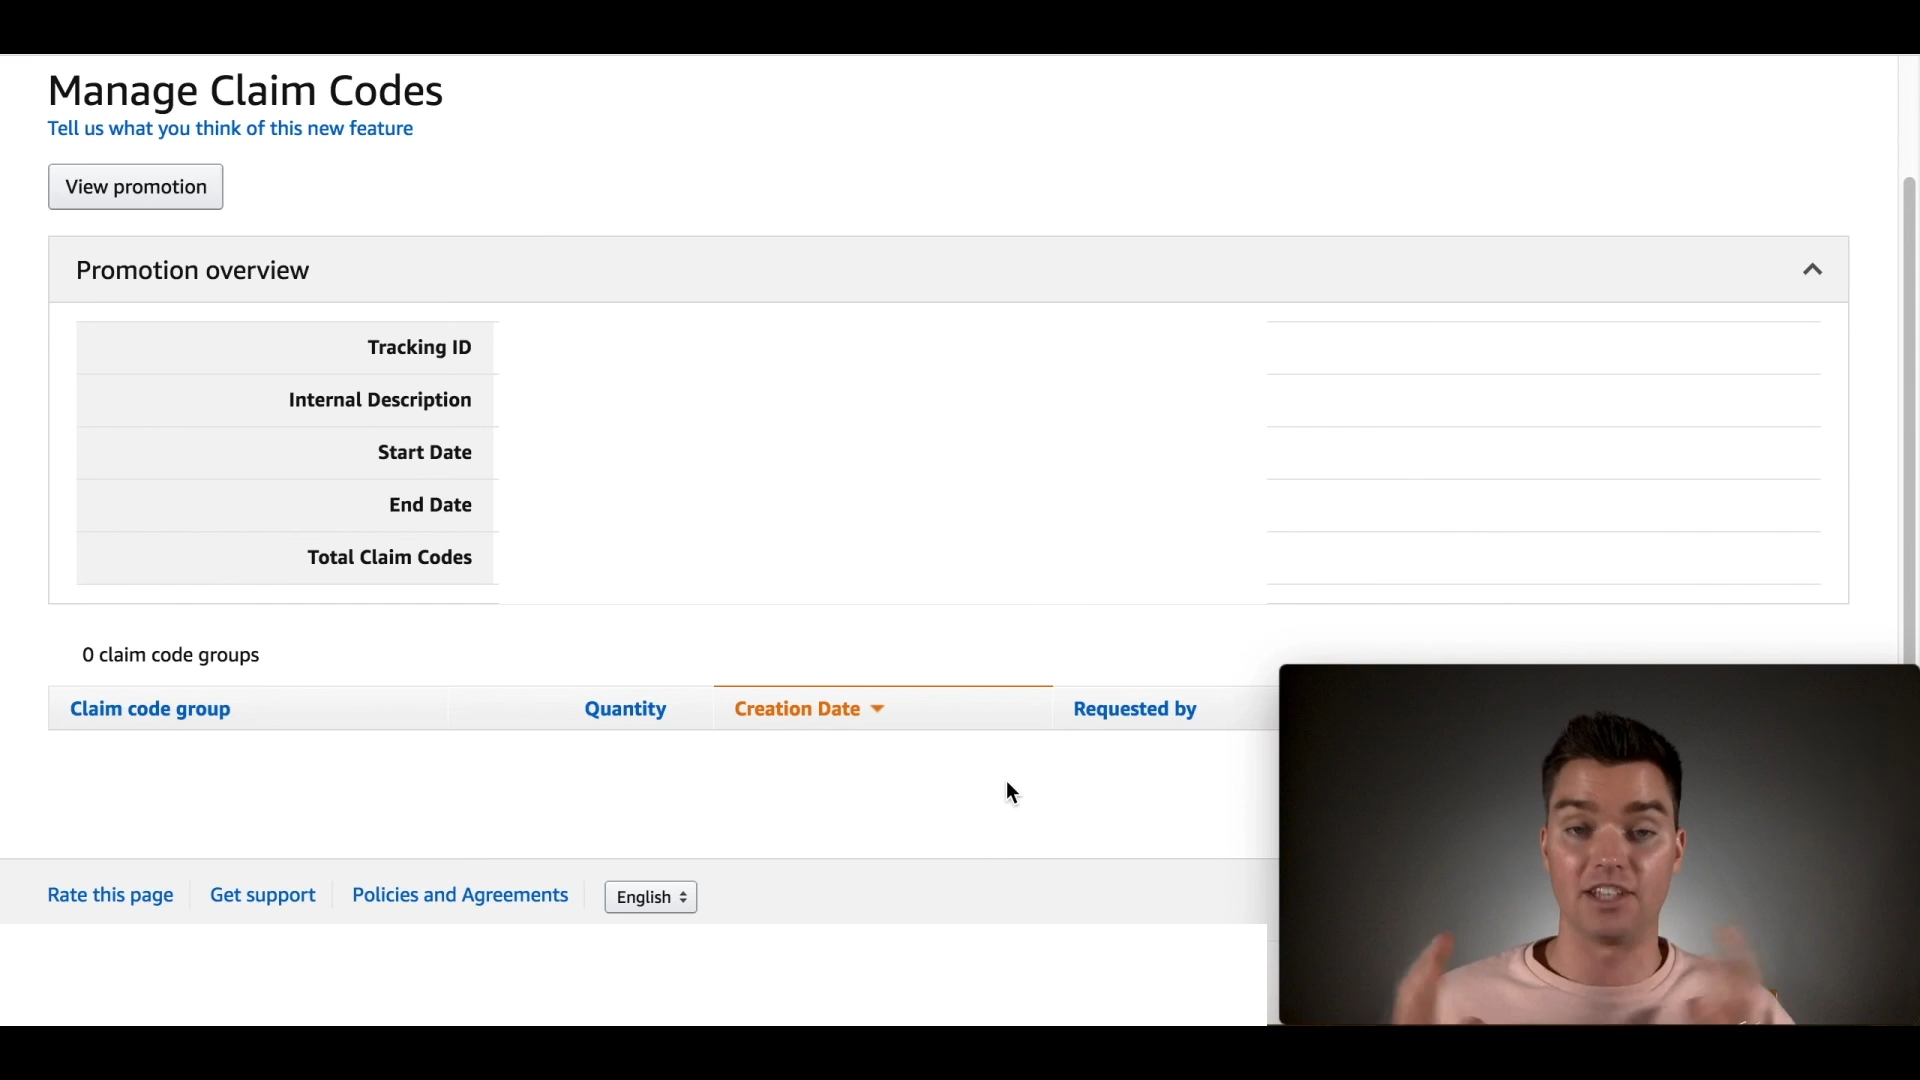 Manage Claim Codes
Tell us what you think of this new feature
View promotion
Promotion overview
Tracking ID
Internal Description
Start Date
End Date
Total Claim Codes
0 claim code groups
Claim code group Quantity Creation Date Requested by
Rate this page Get support Policies and Agreements English